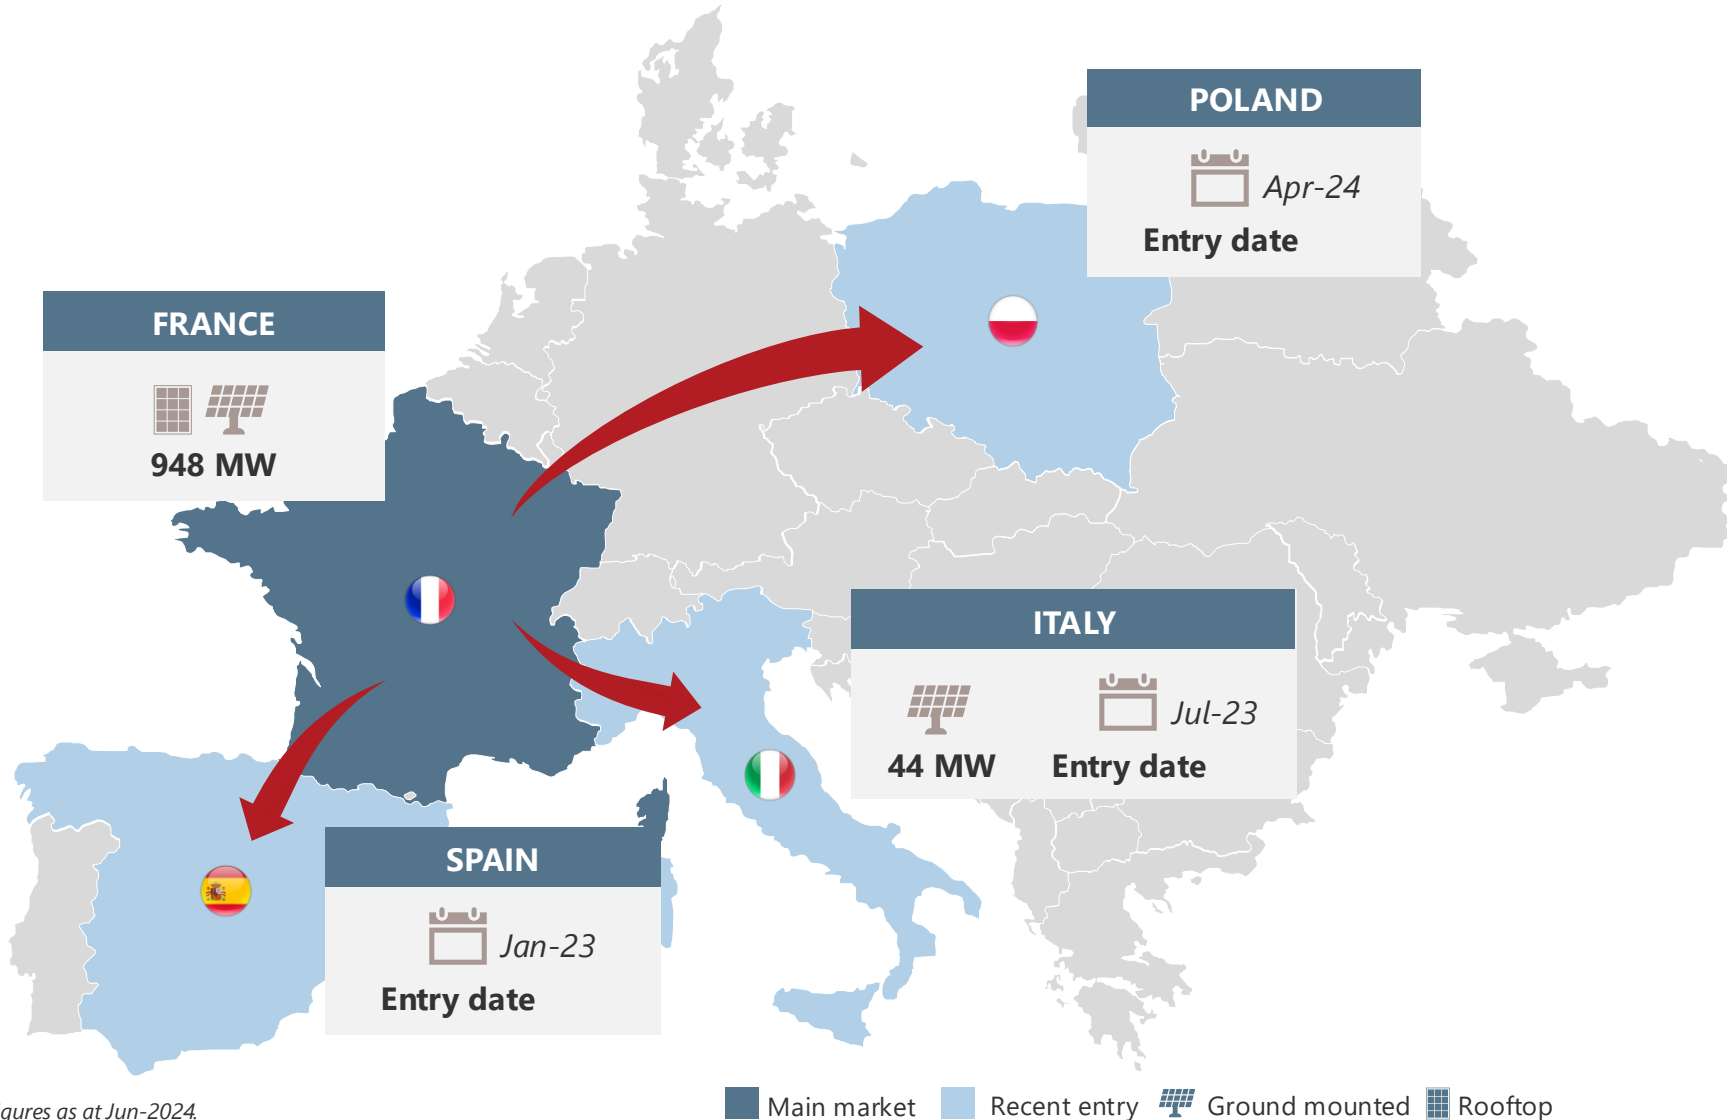 POLAND
Apr-24
Entry date
FRANCE
948 MW
ITALY
Jul-23
44 MW Entry date
SPAIN
Jan-23
Entry date
Main market Recent entry Ground mounted Rooftop
as at Jun-2024.